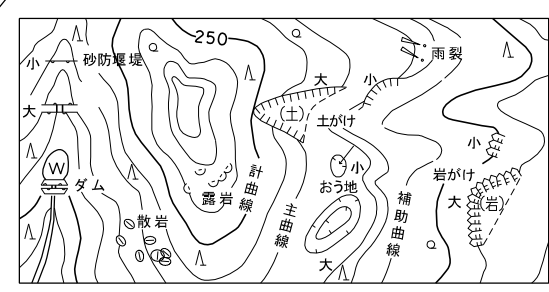 250
小 砂防堰堤
大
W
ダム
散岩
露岩
計曲線
主曲線
大
(土)
土がけ
小
雨裂
小
おう地
大
補助曲線
小
岩がけ
大
(岩)